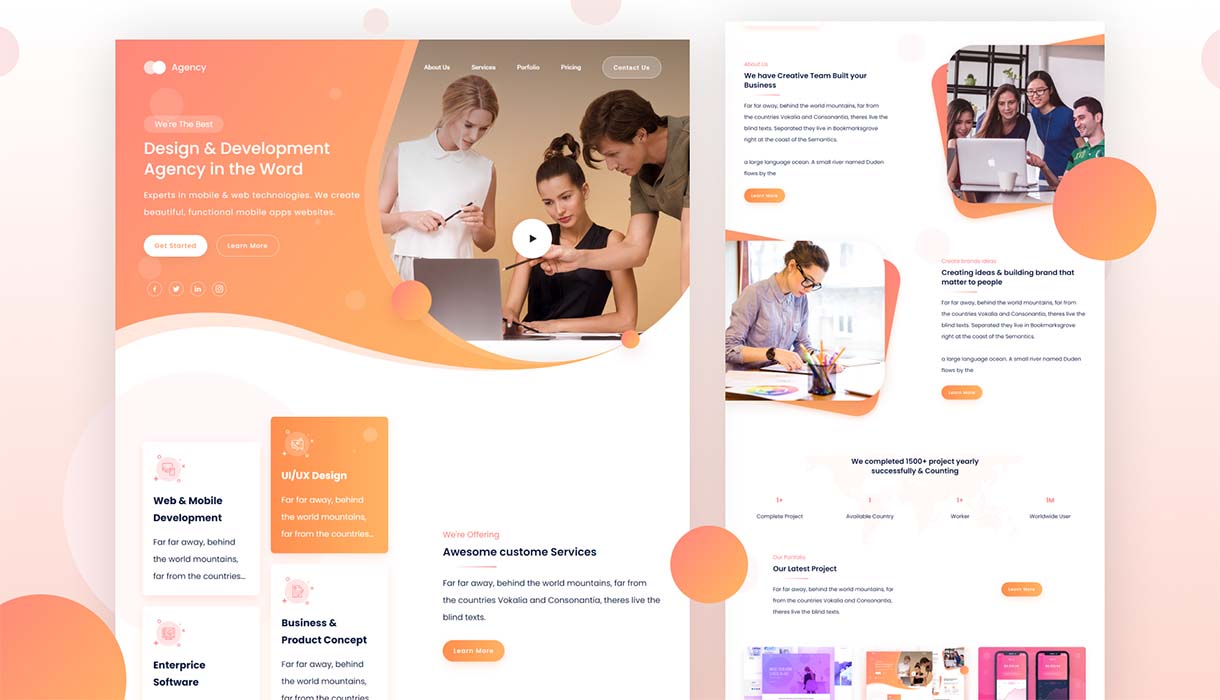 Agency
About Us
Services
Porfolio
Pricing
Contact Us
We're The Best
Design & Development
Agency in the Word
Experts in mobile & web technologies. We create
beautiful, functional mobile apps websites.
Get Started
Learn More
Web & Mobile
Development
Far far away, behind
the word mountains,
far from the countries...
Enterprice
Software
UI/UX Design
Far far away, behind
the word mountains,
far from the countries...
Business &
Product Concept
Far far away, behind
the word mountains,
far from the countries
We're Offering
Awesome custome Services
Far far away, behind the word mountains, far from
the countries Vokalia and Consonantia, theres live the
blind texts.
Learn More
About Us
We have Creative Team Built your
Business
Far far away, behind the word mountains, far from
the countries Vokalia and Consonantia, theres live the
blind texts. Separated they live in Bookmarksgrove
right at the coast of the Semantics.
a large language ocean. A small river named Duden
flows by the
Learn More
Create brands ideas
Creating ideas & building brand that
matter to people
Far far away, behind the word mountains, far from
the countries Vokalia and Consonantia, theres live the
blind texts. Separated they live in Bookmarksgrove
right at the coast of the Semantics.
a large language ocean. A small river named Duden
flows by the
Learn More
We completed 1500+ project yearly
successfully & Counting
1+
3
1+
1M
Complete Project
Available Country
Worker
Worldwide User
Our Portfolio
Our Latest Project
Far far away, behind the word mountains, far
from the countries Vokalia and Consonantia,
theres live the blind texts.
Learn More